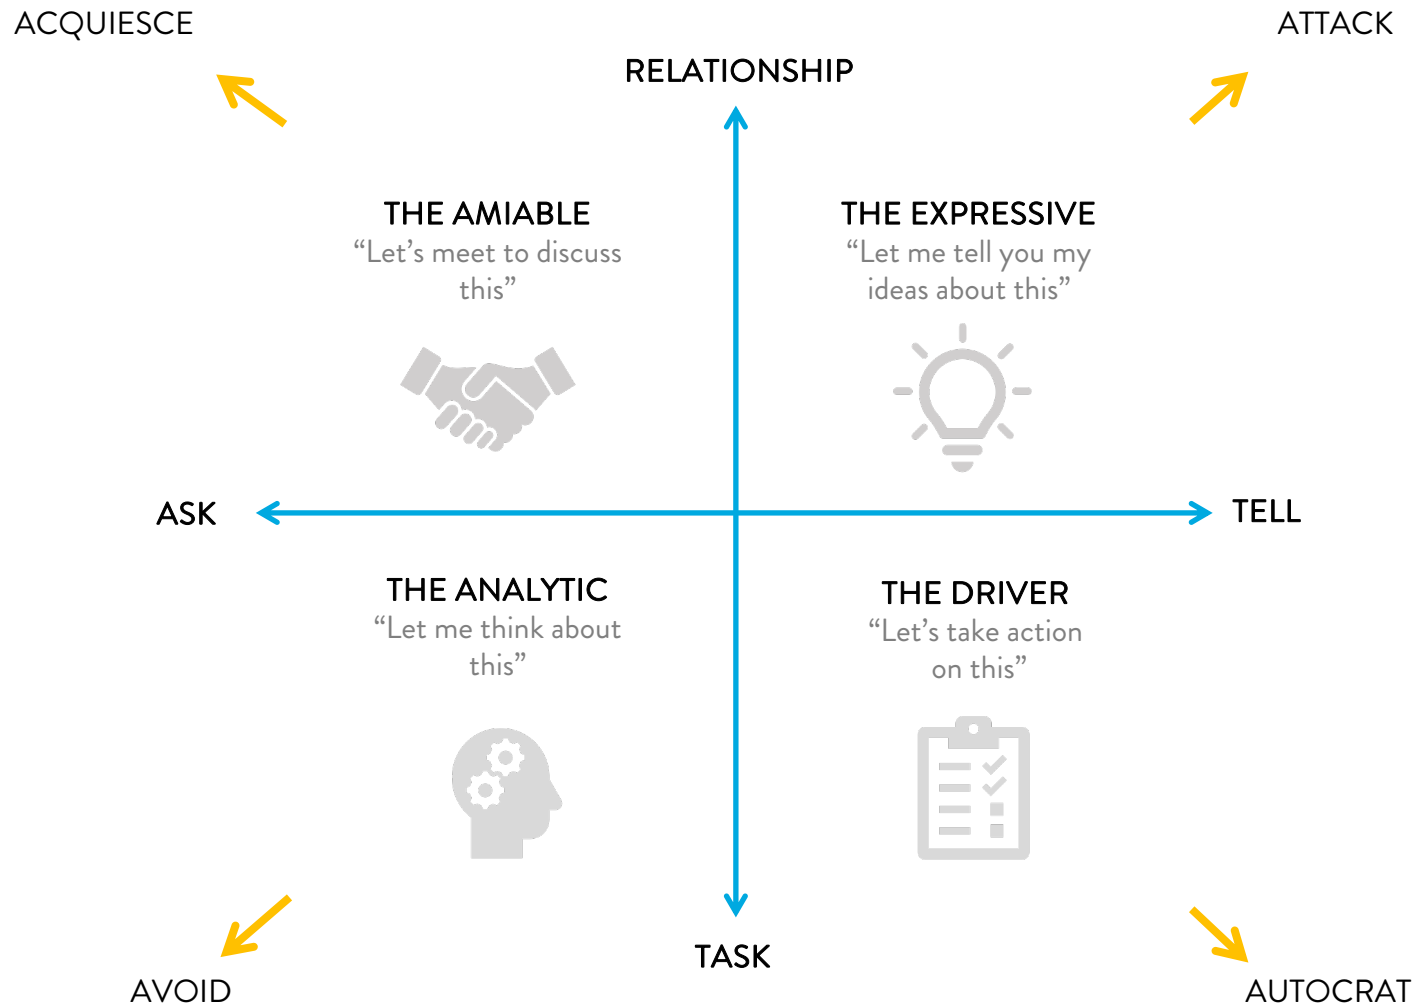 ACQUIESCE
ATTACK
RELATIONSHIP
THE AMIABLE
“Let’s meet to discuss
this”
THE EXPRESSIVE
“Let me tell you my
ideas about this”
ASK
TELL
THE ANALYTIC
“Let me think about
this”
THE DRIVER
“Let’s take action
on this”
TASK
AVOID
AUTOCRAT